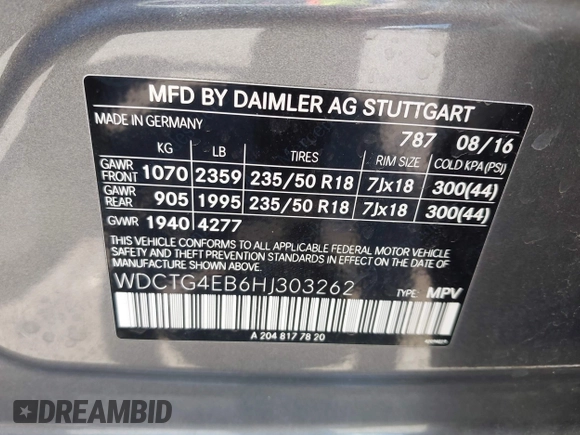 MFD BY DAIMLER AG STUTTGART
MADE IN GERMANY 787 08/16
KG LB TIRES RIM SIZE COLD KPA(PSI)
GAWR FRONT 1070 2359 235/50 R18 7Jx18 300(44)
GAWR REAR 905 1995 235/50 R18 7Jx18 300(44)
GVWR 1940 4277
THIS VEHICLE CONFORMS TO ALL APPLICABLE FEDERAL MOTOR VEHICLE
SAFETY AND THEFT PREVENTION STANDARDS IN EFFECT ON THE DATE OF
MANUFACTURE SHOWN ABOVE.
WDCTG4EB6HJ303262 TYPE: MPV
A 204 817 78 20
DREAMBID